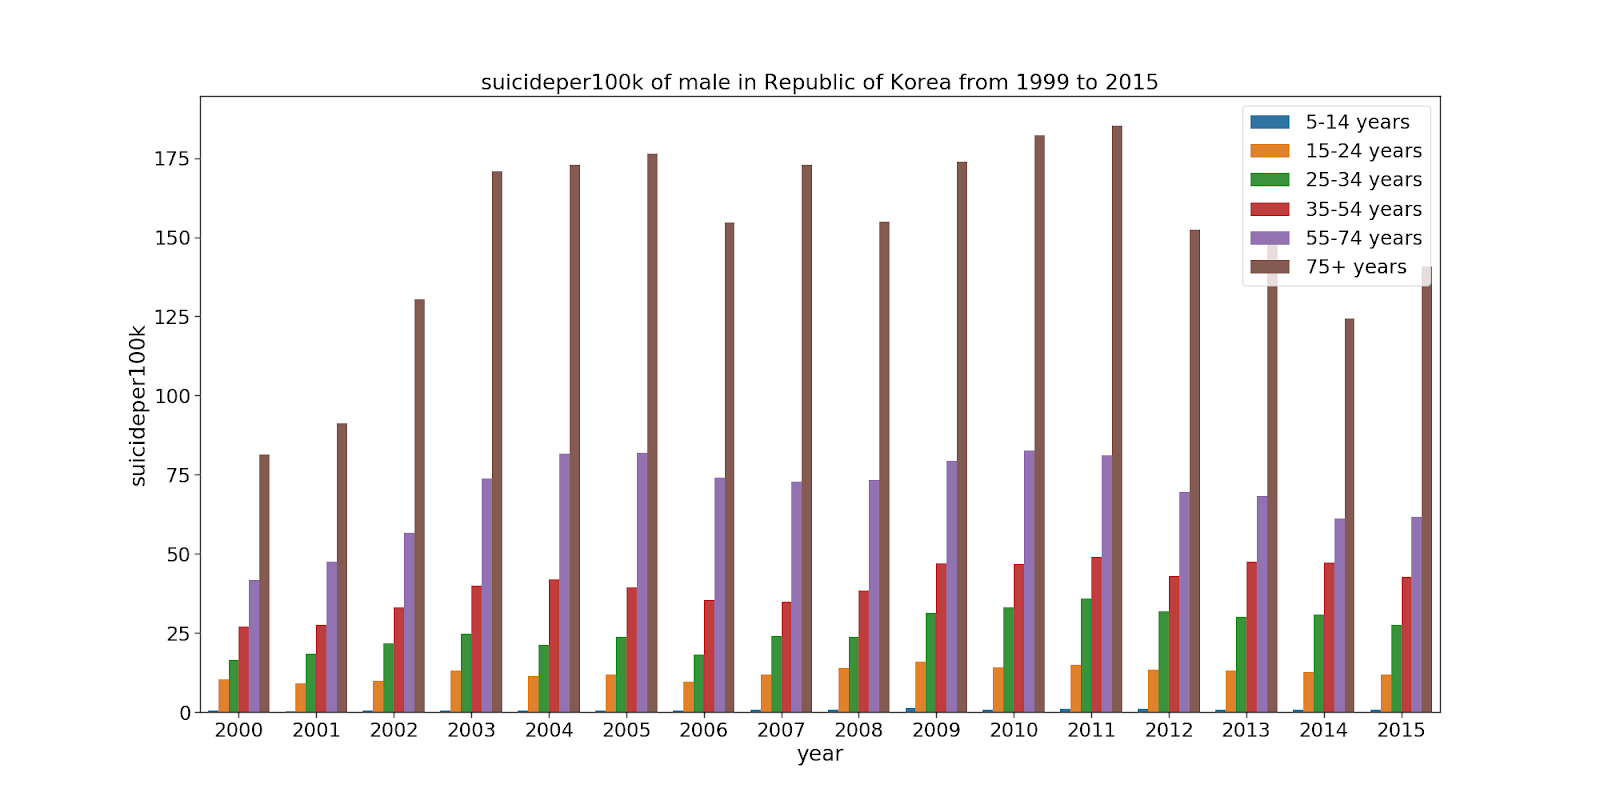 suicideper100k of male in Republic of Korea from 1999 to 2015
5-14 years
15-24 years
25-34 years
35-54 years
55-74 years
75+ years
suicideper100k
175
150
125
100
75
50
25
0
2000 2001 2002 2003 2004 2005 2006 2007 2008 2009 2010 2011 2012 2013 2014 2015
year